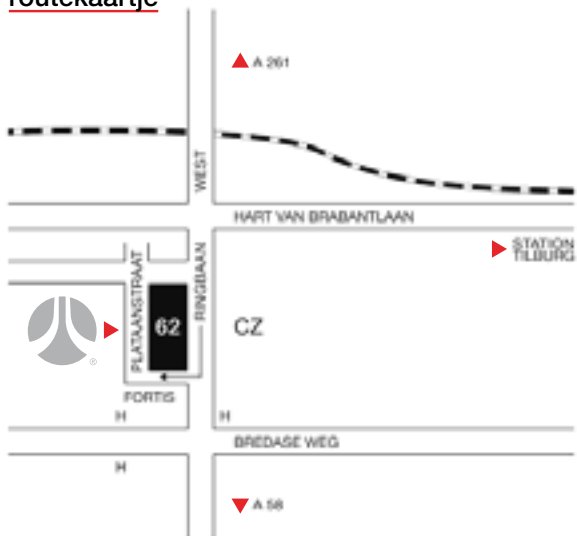 routekaartje
A 261
WEST
HART VAN BRABANTLAAN
STATION
TILBURG
PLATAANSTRAAT
62
RINGBAAN
CZ
®
FORTIS
H
H
BREDASE WEG
H
A 58